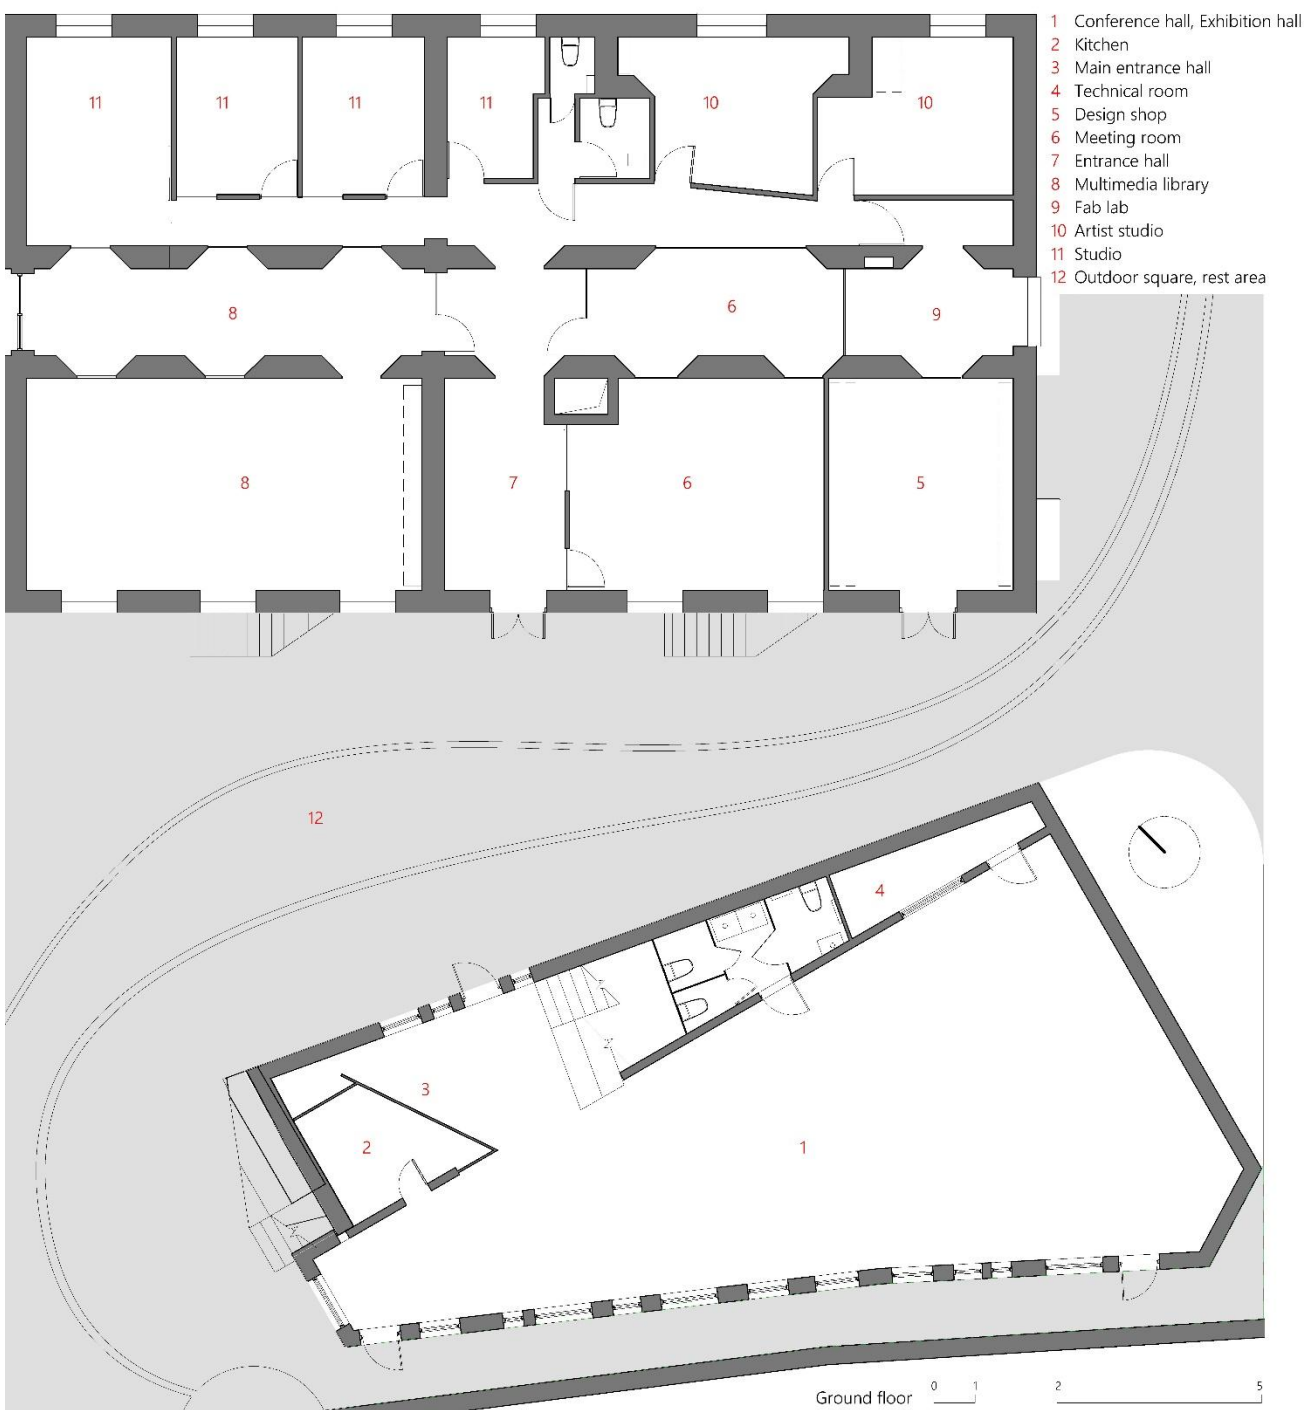 1 Conference hall, Exhibition hall
2 Kitchen
3 Main entrance hall
4 Technical room
5 Design shop
6 Meeting room
7 Entrance hall
8 Multimedia library
9 Fab lab
10 Artist studio
11 Studio
12 Outdoor square, rest area
11 11 11 11 10 10
8 6 9
8 7 6 5
12
4
3
2 1
Ground floor 0 1 2 5